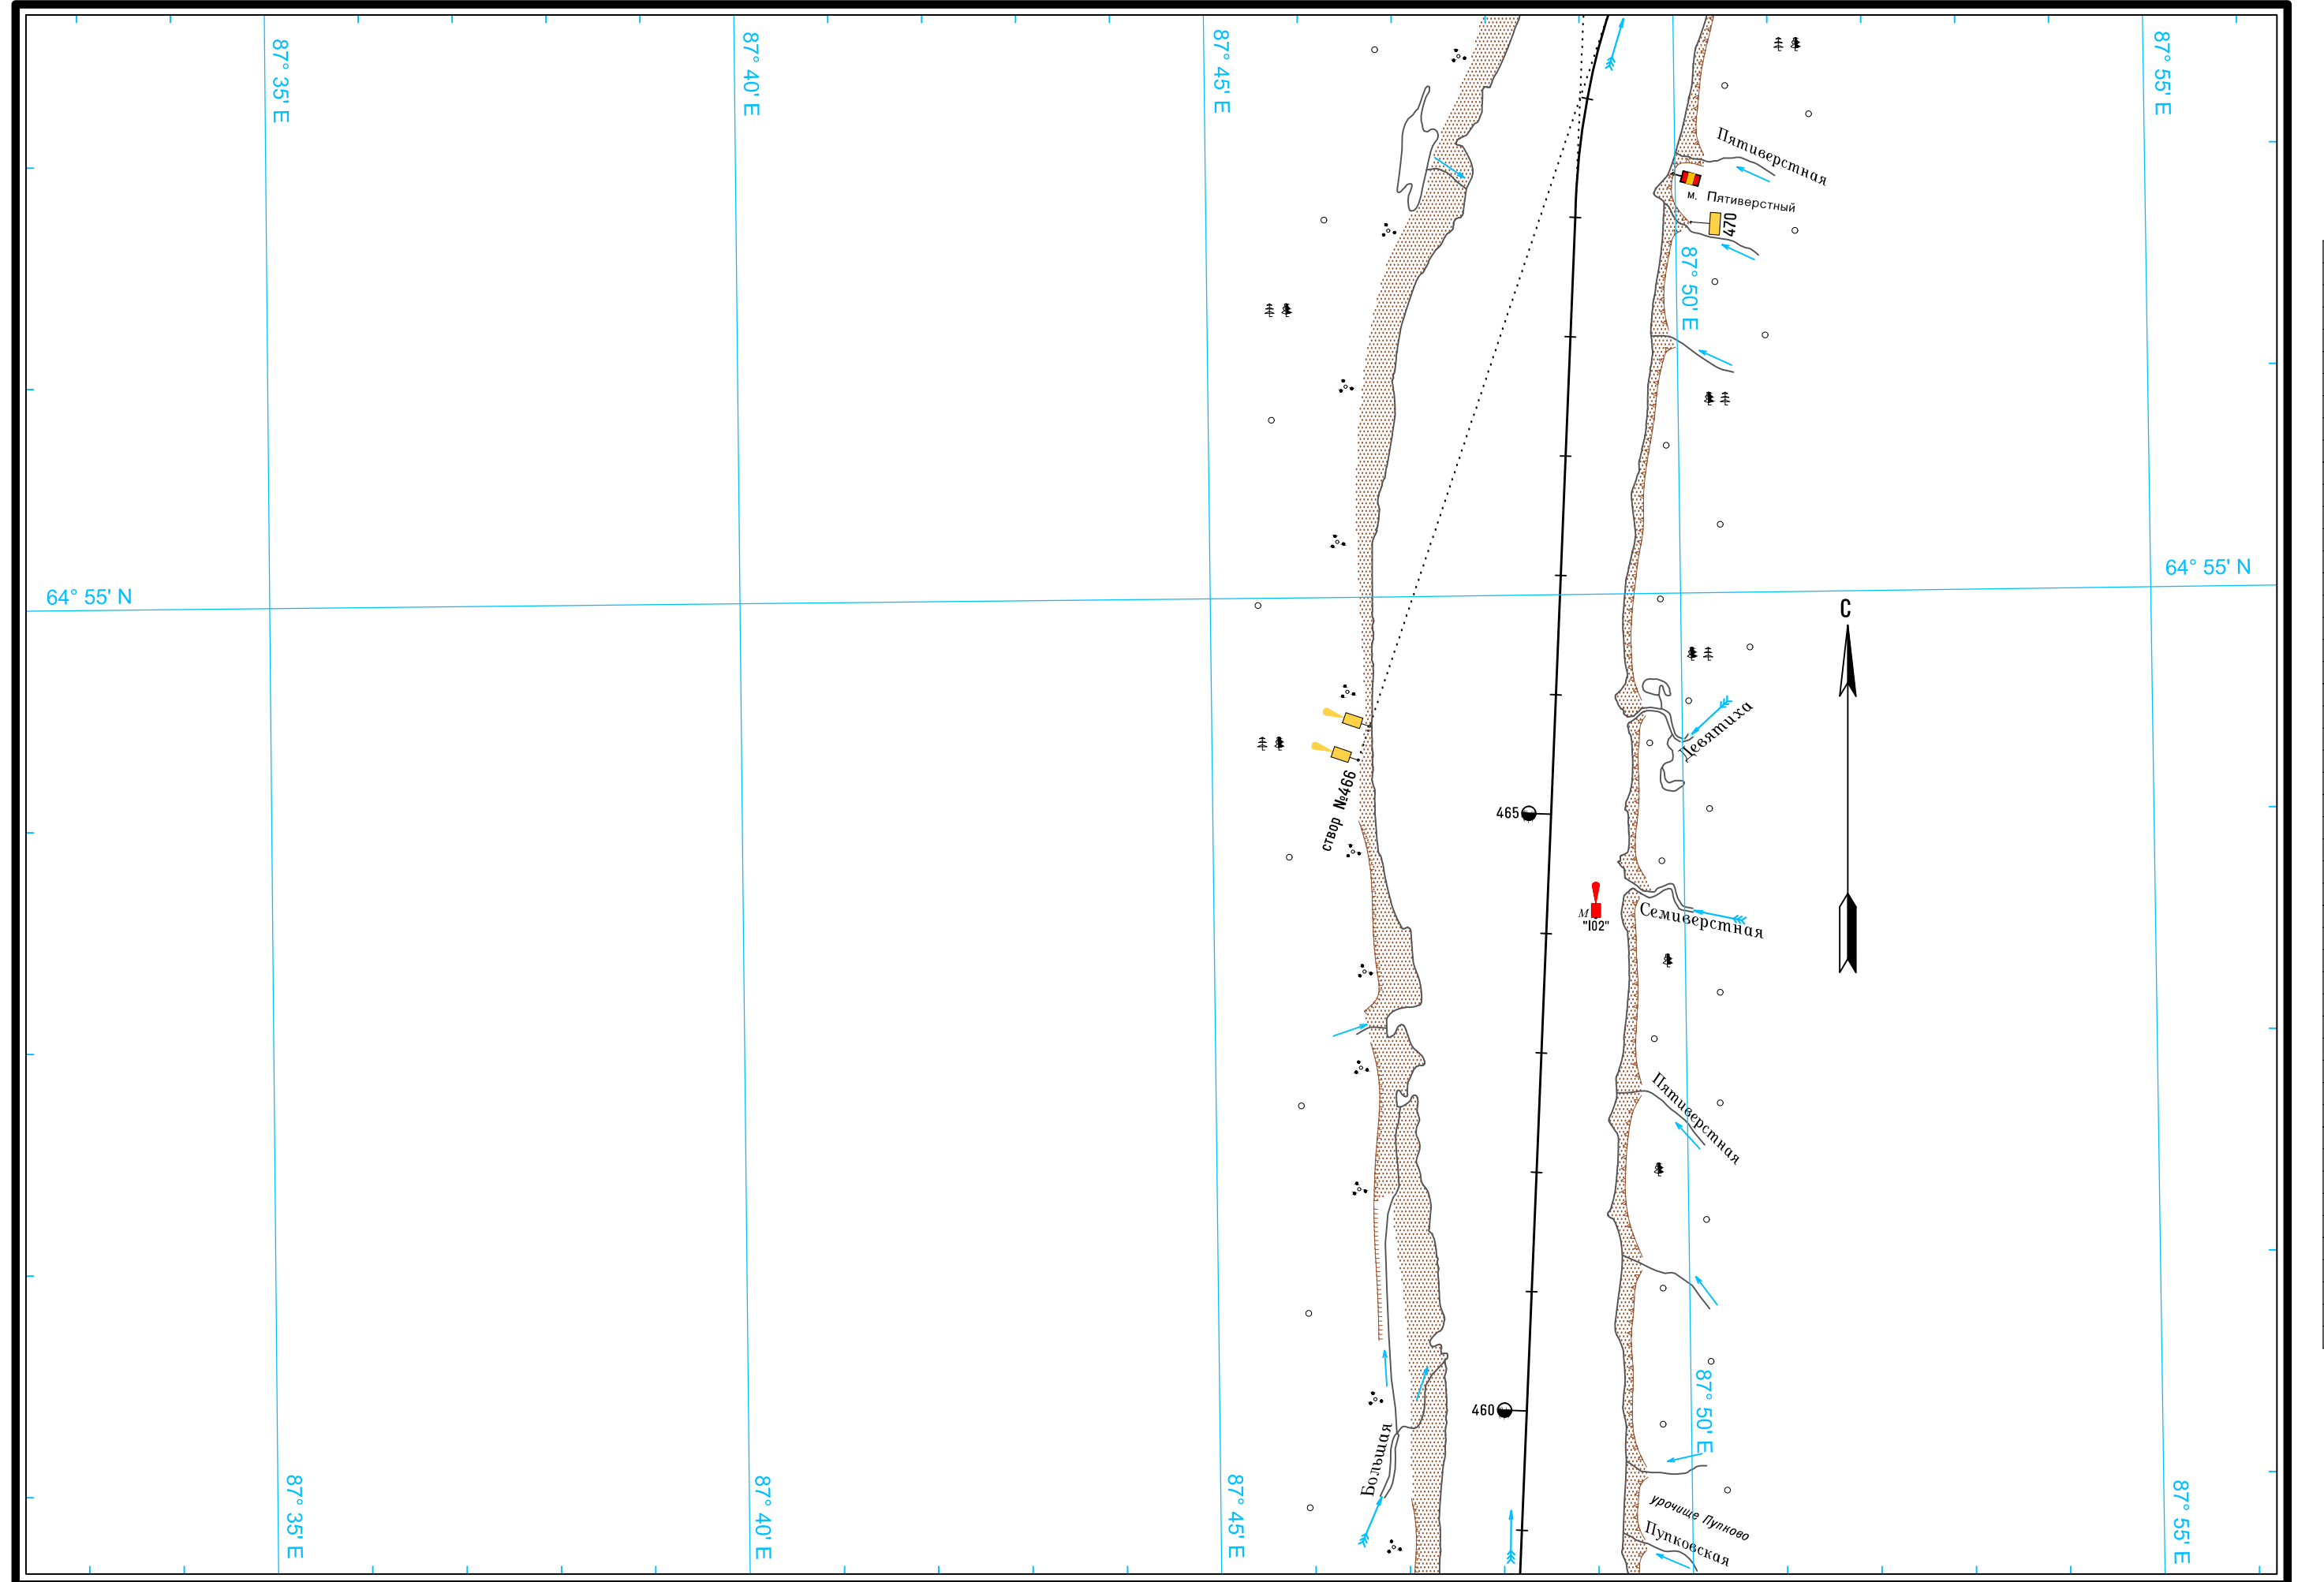 87° 35' E
87° 40' E
87° 45' E
87° 55' E
Пятиверстная
м. Пятиверстный
470
87° 50' E
64° 55' N
64° 55' N
С
Девятиха
створ №466
465
М
"102"
Семиверстная
Пятиверстная
87° 50' E
460
Большая
урочище Пупково
Пупковская
87° 35' E
87° 40' E
87° 45' E
87° 55' E